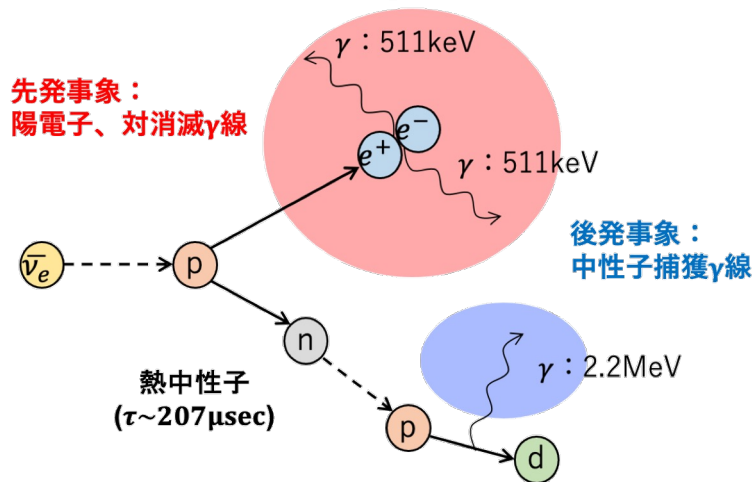 γ：511keV
先発事象：
陽電子、対消滅γ線
e⁺ e⁻
γ：511keV
後発事象：
中性子捕獲γ線
ν̄ₑ
p
n
熱中性子
(τ~207μsec)
γ：2.2MeV
p
d